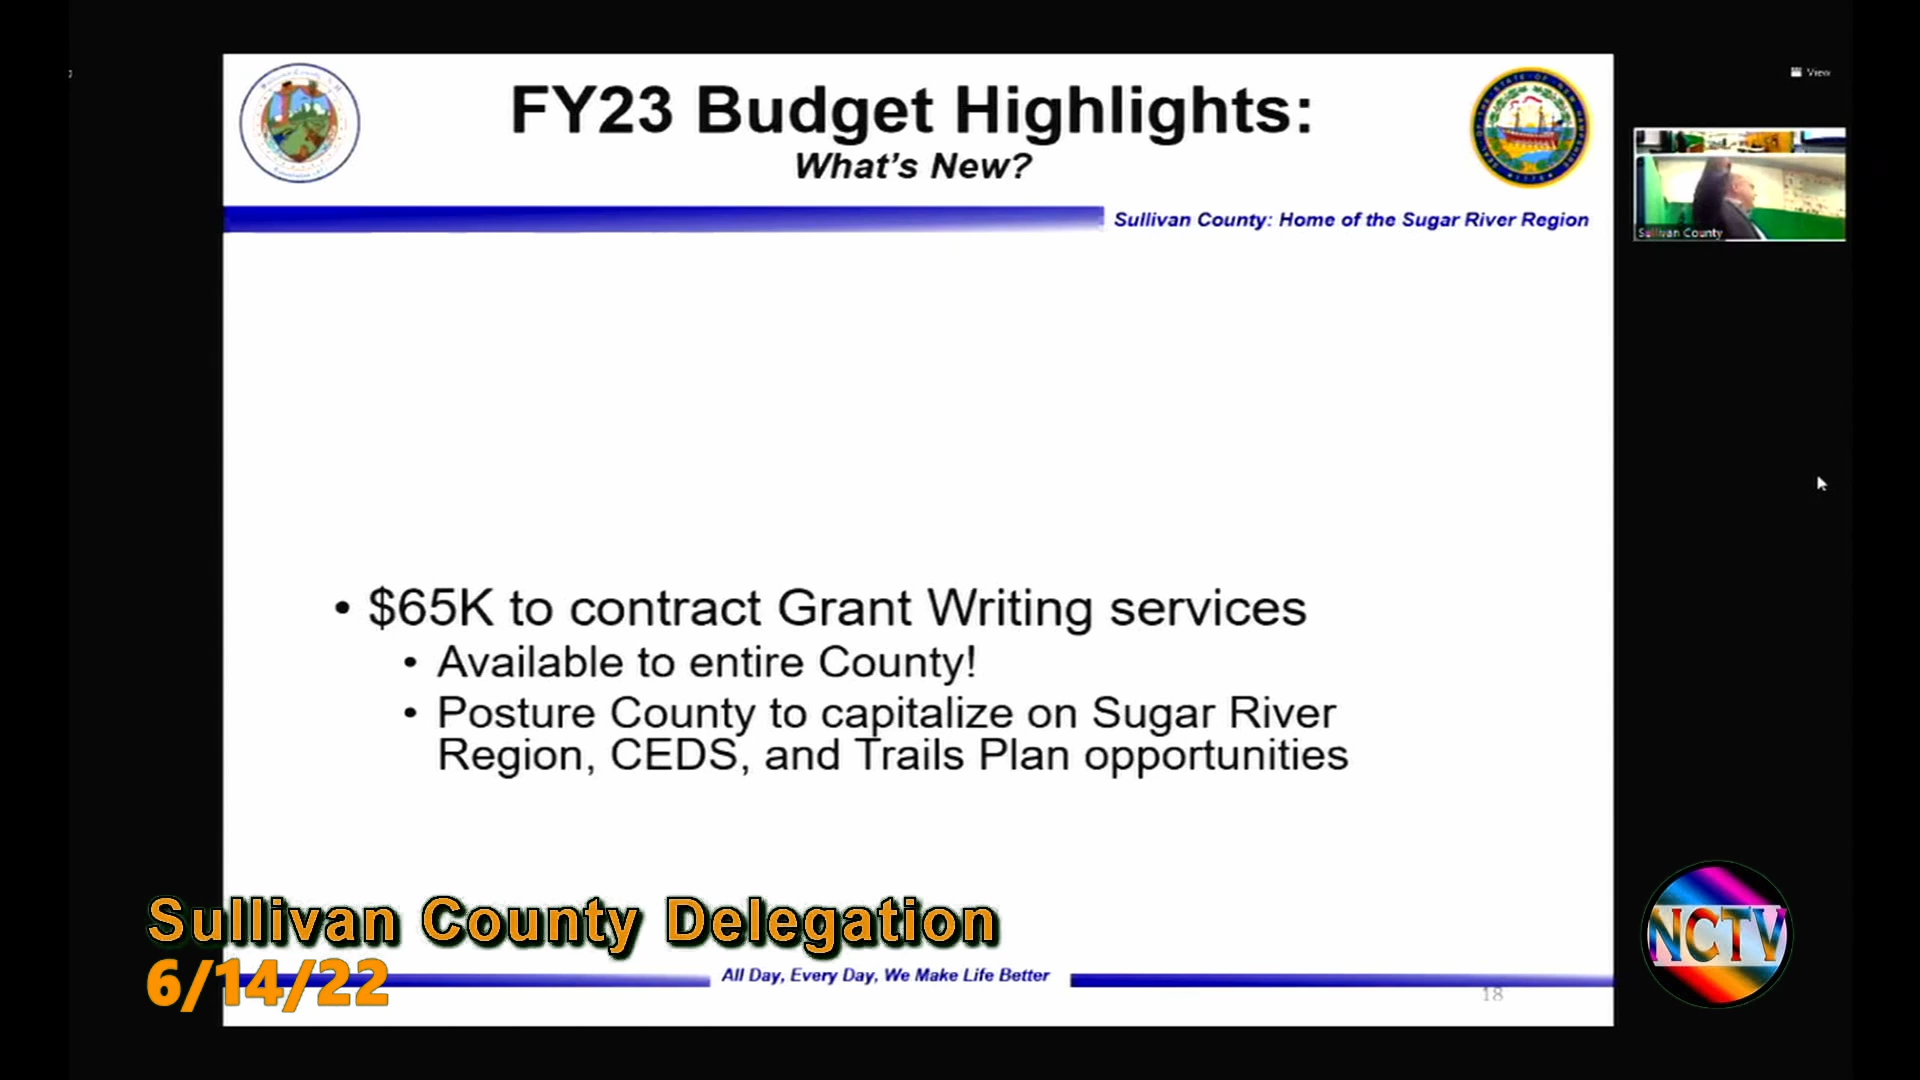 FY23 Budget Highlights:
What's New?
Sullivan County: Home of the Sugar River Region
View
Sullivan County
• $65K to contract Grant Writing services
• Available to entire County!
• Posture County to capitalize on Sugar River
Region, CEDS, and Trails Plan opportunities
Sullivan County Delegation
6/14/22
All Day, Every Day, We Make Life Better
18
NCTV